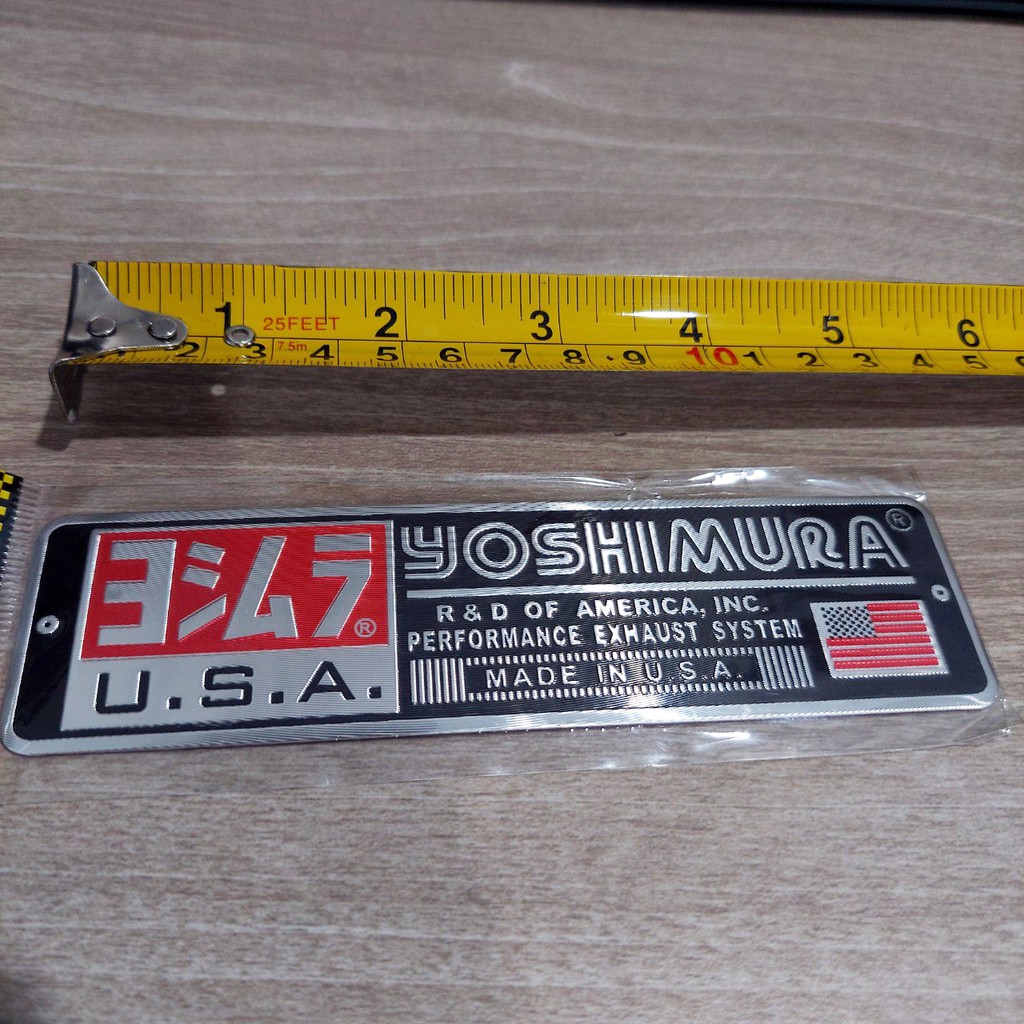 1 2 3 4 5 6
25FEET
7.5m
2 3 4 5 6 7 8 9 10 1 2 3 4 5
ヨシムラ®
U.S.A.
YOSHIMURA®
R & D OF AMERICA, INC.
PERFORMANCE EXHAUST SYSTEM
MADE IN U.S.A.